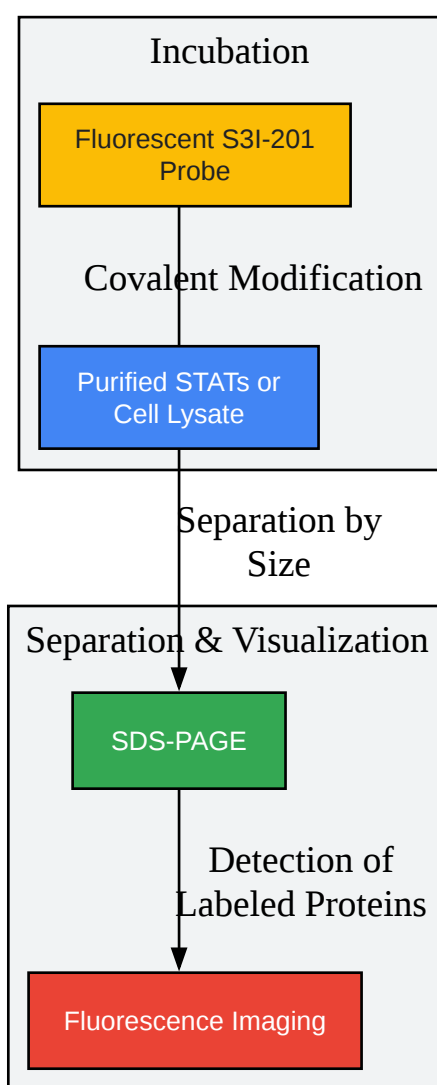 Incubation
Fluorescent S3I-201
Probe
Covalent Modification
Purified STATs or
Cell Lysate
Separation by
Size
Separation & Visualization
SDS-PAGE
Detection of
Labeled Proteins
Fluorescence Imaging